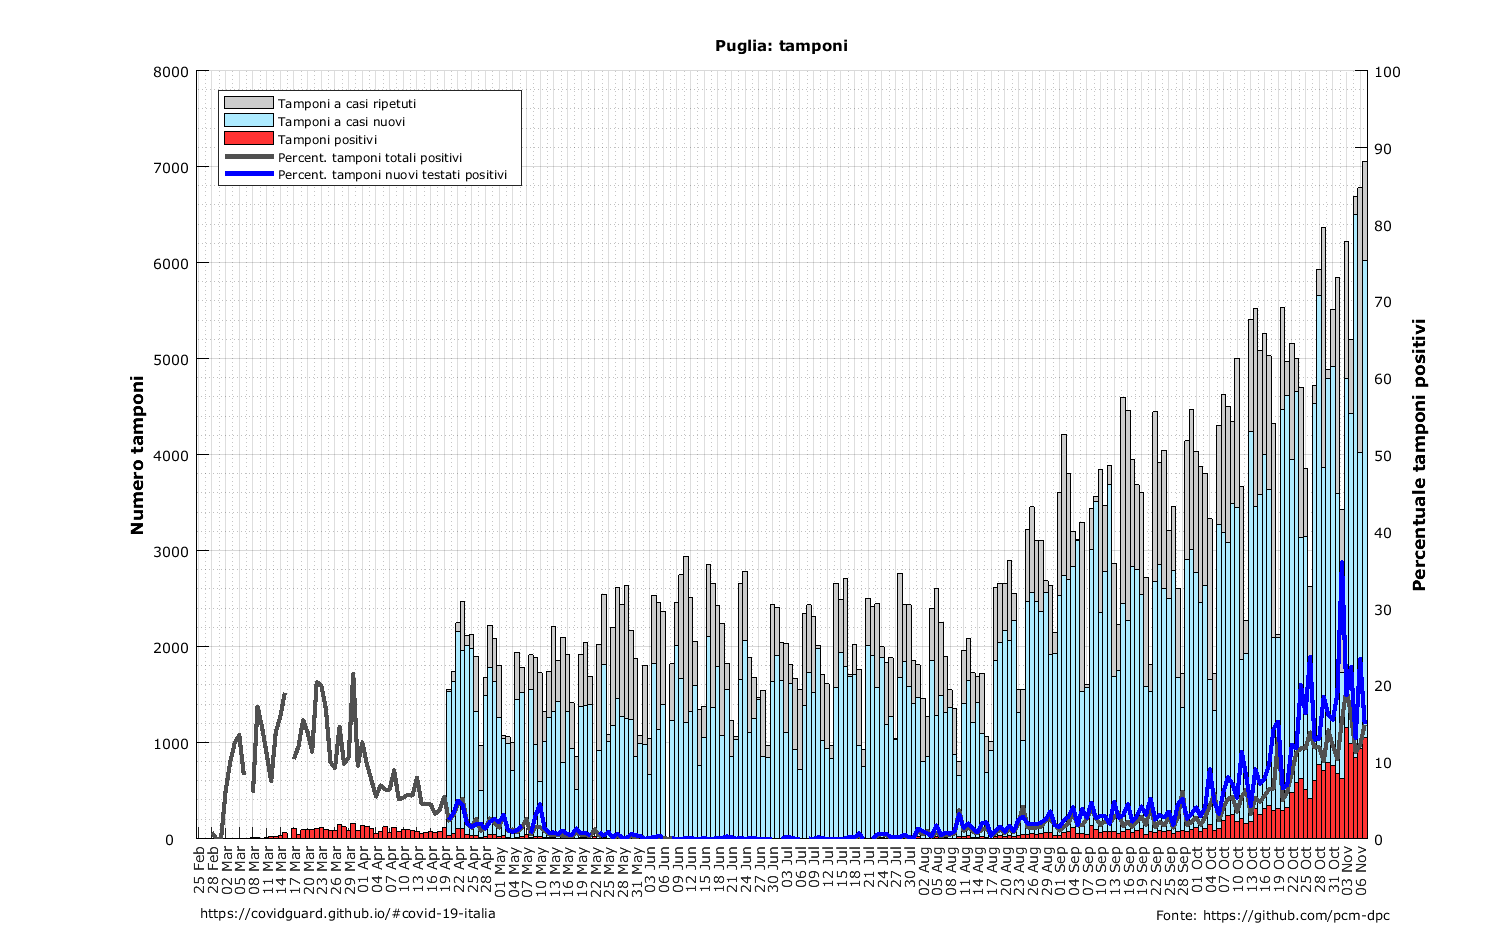 Puglia: tamponi
8000
7000
6000
5000
4000
3000
2000
1000
0
Numero tamponi
Tamponi a casi ripetuti
Tamponi a casi nuovi
Tamponi positivi
Percent. tamponi totali positivi
Percent. tamponi nuovi testati positivi
100
90
80
70
60
50
40
30
20
10
0
Percentuale tamponi positivi
25 Feb
28 Feb
02 Mar
05 Mar
08 Mar
11 Mar
14 Mar
17 Mar
20 Mar
23 Mar
26 Mar
29 Mar
01 Apr
04 Apr
07 Apr
10 Apr
13 Apr
16 Apr
19 Apr
22 Apr
25 Apr
28 Apr
01 May
04 May
07 May
10 May
13 May
16 May
19 May
22 May
25 May
28 May
31 May
03 Jun
06 Jun
09 Jun
12 Jun
15 Jun
18 Jun
21 Jun
24 Jun
27 Jun
30 Jun
03 Jul
06 Jul
09 Jul
12 Jul
15 Jul
18 Jul
21 Jul
24 Jul
27 Jul
30 Jul
02 Aug
05 Aug
08 Aug
11 Aug
14 Aug
17 Aug
20 Aug
23 Aug
26 Aug
29 Aug
01 Sep
04 Sep
07 Sep
10 Sep
13 Sep
16 Sep
19 Sep
22 Sep
25 Sep
28 Sep
01 Oct
04 Oct
07 Oct
10 Oct
13 Oct
16 Oct
19 Oct
22 Oct
25 Oct
28 Oct
31 Oct
03 Nov
06 Nov
https://covidguard.github.io/#covid-19-italia
Fonte: https://github.com/pcm-dpc